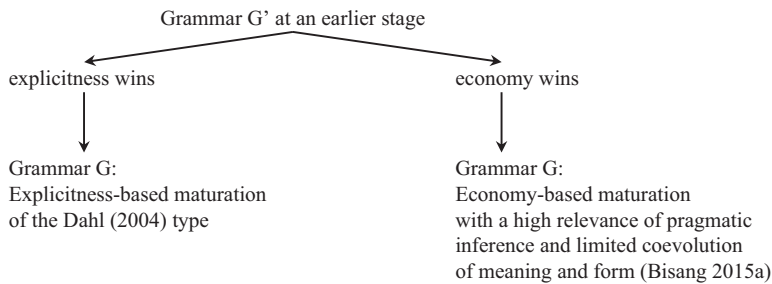 Grammar G’ at an earlier stage
explicitness wins
economy wins
Grammar G:
Explicitness-based maturation
of the Dahl (2004) type
Grammar G:
Economy-based maturation
with a high relevance of pragmatic
inference and limited coevolution
of meaning and form (Bisang 2015a)